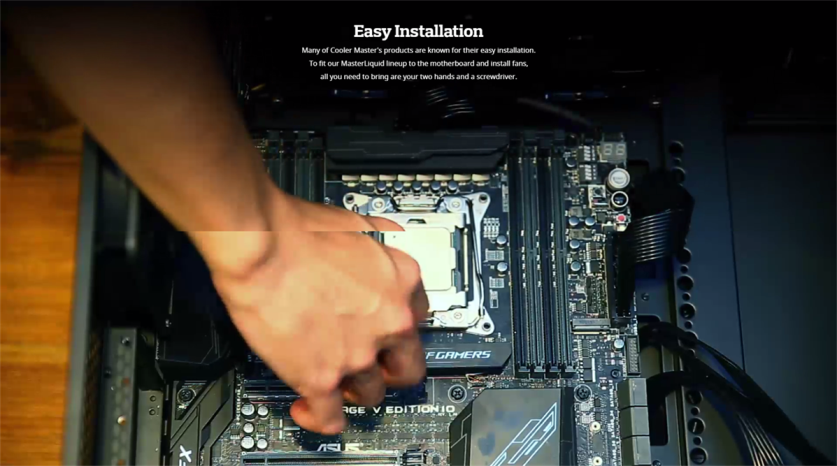 Easy Installation
Many of Cooler Master's products are known for their easy installation.
To fit our MasterLiquid lineup to the motherboard and install fans,
all you need to bring are your two hands and a screwdriver.
GAMERS
EDITION 10
ASUS